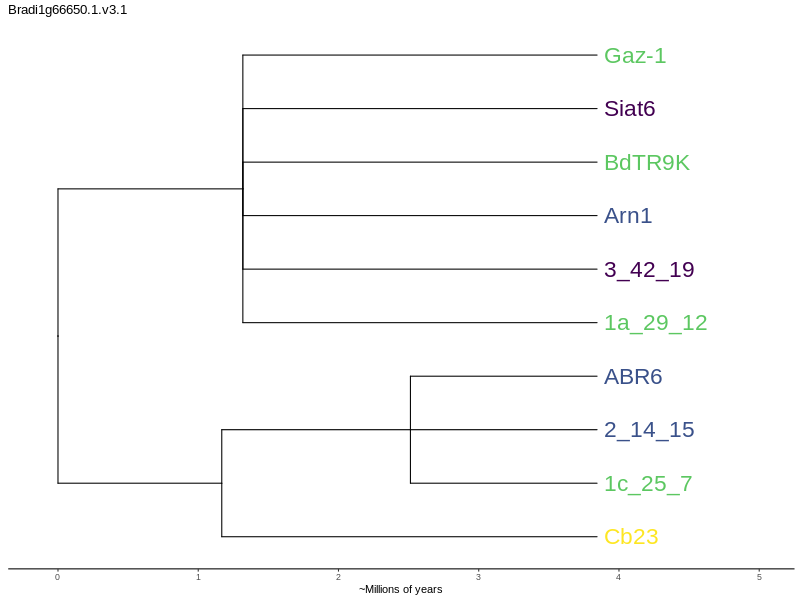 Bradi1g66650.1.v3.1
Gaz-1
Siat6
BdTR9K
Arn1
3_42_19
1a_29_12
ABR6
2_14_15
1c_25_7
Cb23
0 1 2 3 4 5
~Millions of years